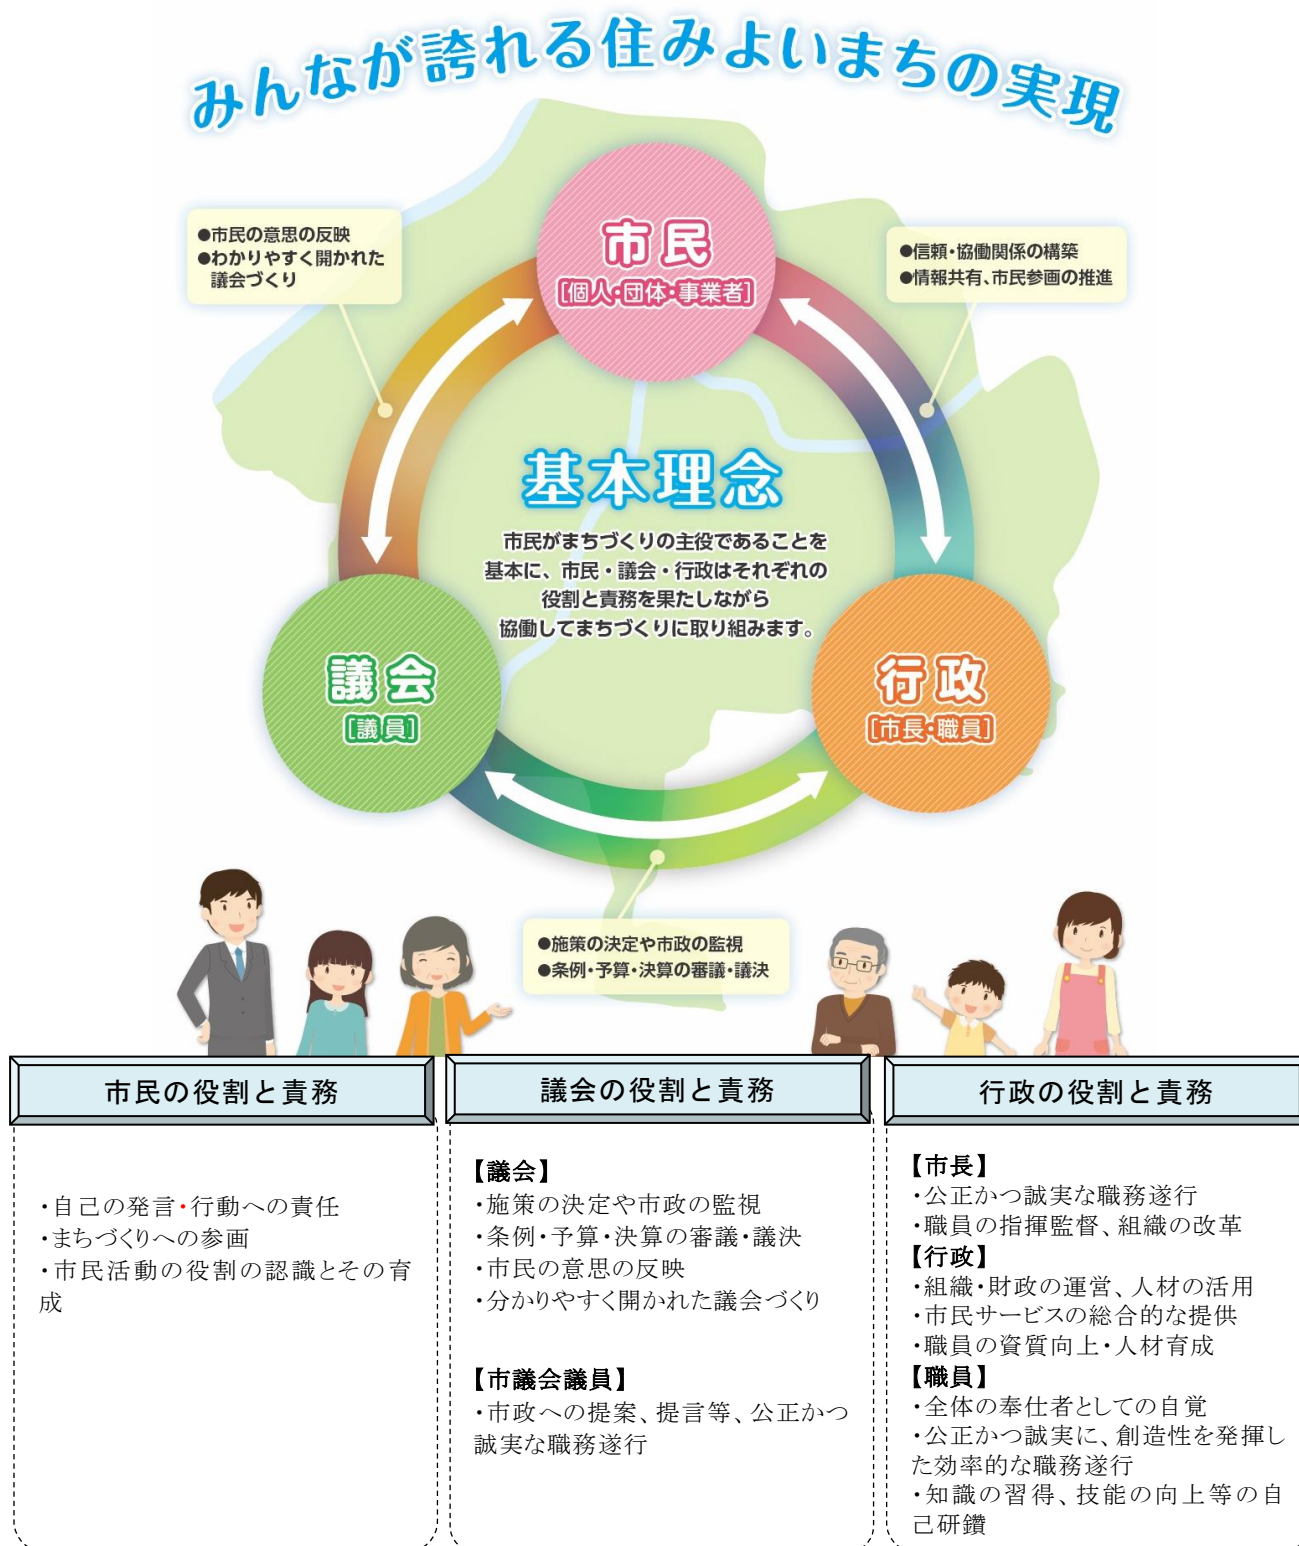 みんなが誇れる住みよいまちの実現
市民
[個人・団体・事業者]
●市民の意思の反映
●わかりやすく開かれた
議会づくり
●信頼・協働関係の構築
●情報共有、市民参画の推進
基本理念
市民がまちづくりの主役であることを
基本に、市民・議会・行政はそれぞれの
役割と責務を果たしながら
協働してまちづくりに取り組みます。
議会
[議員]
行政
[市長・職員]
●施策の決定や市政の監視
●条例・予算・決算の審議・議決
市民の役割と責務
・自己の発言・行動への責任
・まちづくりへの参画
・市民活動の役割の認識とその育
成
議会の役割と責務
【議会】
・施策の決定や市政の監視
・条例・予算・決算の審議・議決
・市民の意思の反映
・分かりやすく開かれた議会づくり
【市議会議員】
・市政への提案、提言等、公正かつ
誠実な職務遂行
行政の役割と責務
【市長】
・公正かつ誠実な職務遂行
・職員の指揮監督、組織の改革
【行政】
・組織・財政の運営、人材の活用
・市民サービスの総合的な提供
・職員の資質向上・人材育成
【職員】
・全体の奉仕者としての自覚
・公正かつ誠実に、創造性を発揮し
た効率的な職務遂行
・知識の習得、技能の向上等の自
己研鑽